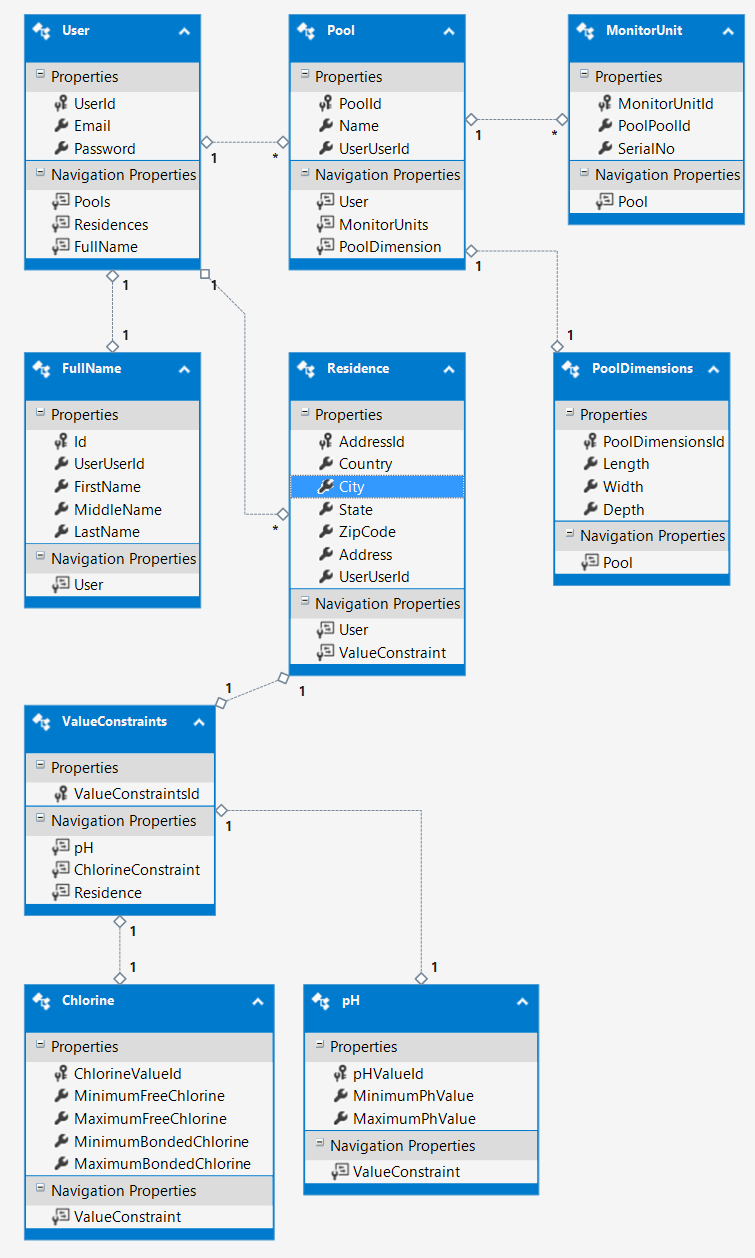 User
Properties
UserId
Email
Password
Navigation Properties
Pools
Residences
FullName
Pool
Properties
PoolId
Name
UserUserId
Navigation Properties
User
MonitorUnits
PoolDimension
MonitorUnit
Properties
MonitorUnitId
PoolPoolId
SerialNo
Navigation Properties
Pool
1
*
1
*
1
1
1
1
1
*
FullName
Properties
Id
UserUserId
FirstName
MiddleName
LastName
Navigation Properties
User
Residence
Properties
AddressId
Country
City
State
ZipCode
Address
UserUserId
Navigation Properties
User
ValueConstraint
PoolDimensions
Properties
PoolDimensionsId
Length
Width
Depth
Navigation Properties
Pool
1
1
ValueConstraints
Properties
ValueConstraintsId
Navigation Properties
pH
ChlorineConstraint
Residence
1
1
1
1
Chlorine
Properties
ChlorineValueId
MinimumFreeChlorine
MaximumFreeChlorine
MinimumBondedChlorine
MaximumBondedChlorine
Navigation Properties
ValueConstraint
pH
Properties
pHValueId
MinimumPhValue
MaximumPhValue
Navigation Properties
ValueConstraint